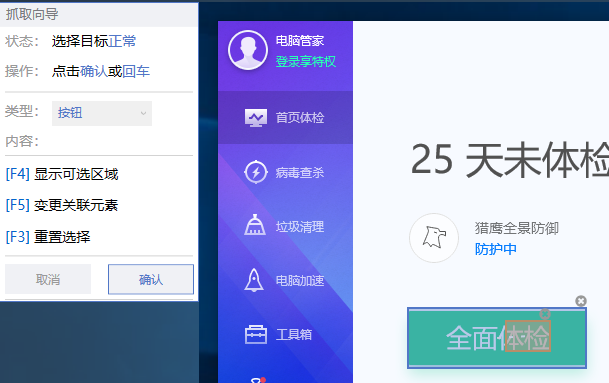 抓取向导
状态： 选择目标正常
操作： 点击确认或回车
类型： 按钮
内容：
[F4] 显示可选区域
[F5] 变更关联元素
[F3] 重置选择
取消 确认
电脑管家
登录享特权
首页体检
病毒查杀
垃圾清理
电脑加速
工具箱
25 天未体检
猎鹰全景防御
防护中
全面体检